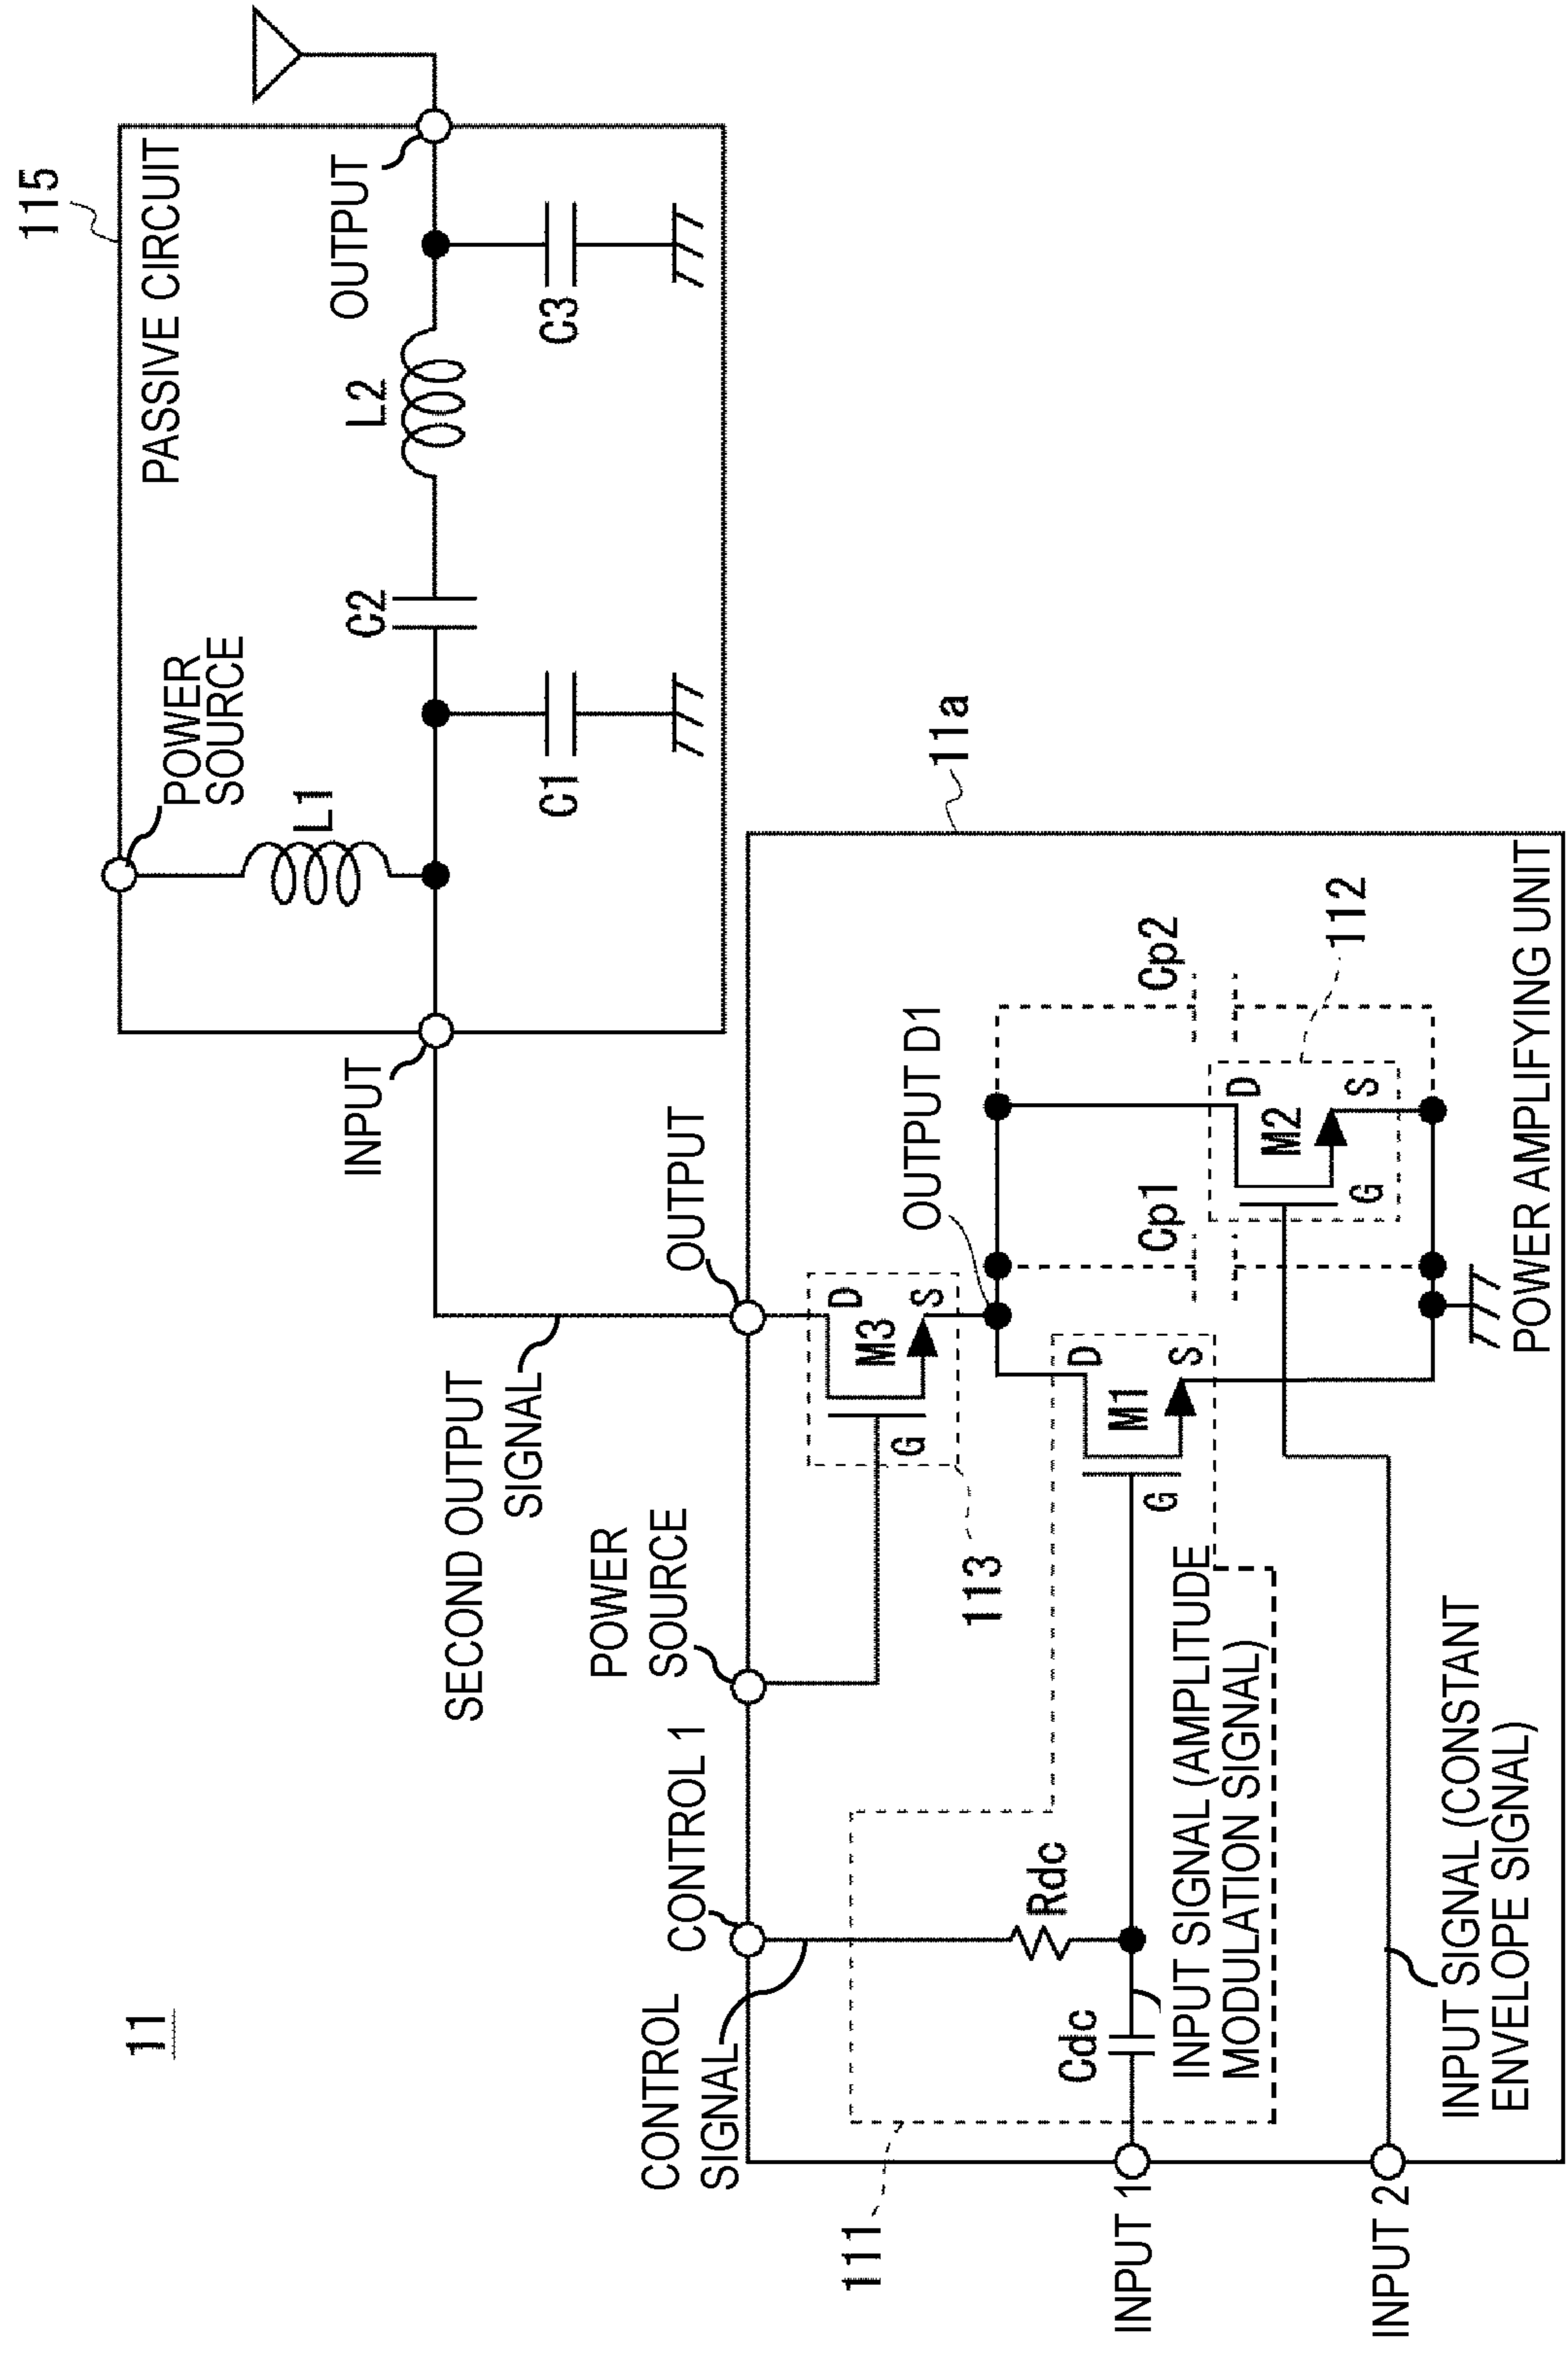 11
115
PASSIVE CIRCUIT
POWER
SOURCE
L1
C1
C2
L2
C3
OUTPUT
INPUT
SECOND OUTPUT
SIGNAL
OUTPUT
POWER
SOURCE
CONTROL 1
CONTROL
SIGNAL
11a
111
Rdc
Cdc
INPUT SIGNAL (AMPLITUDE
MODULATION SIGNAL)
INPUT 1
INPUT 2
INPUT SIGNAL (CONSTANT
ENVELOPE SIGNAL)
113
D
M3
S
G
OUTPUT D1
D
M1
S
G
Cp1
Cp2
D
M2
S
G
112
POWER AMPLIFYING UNIT